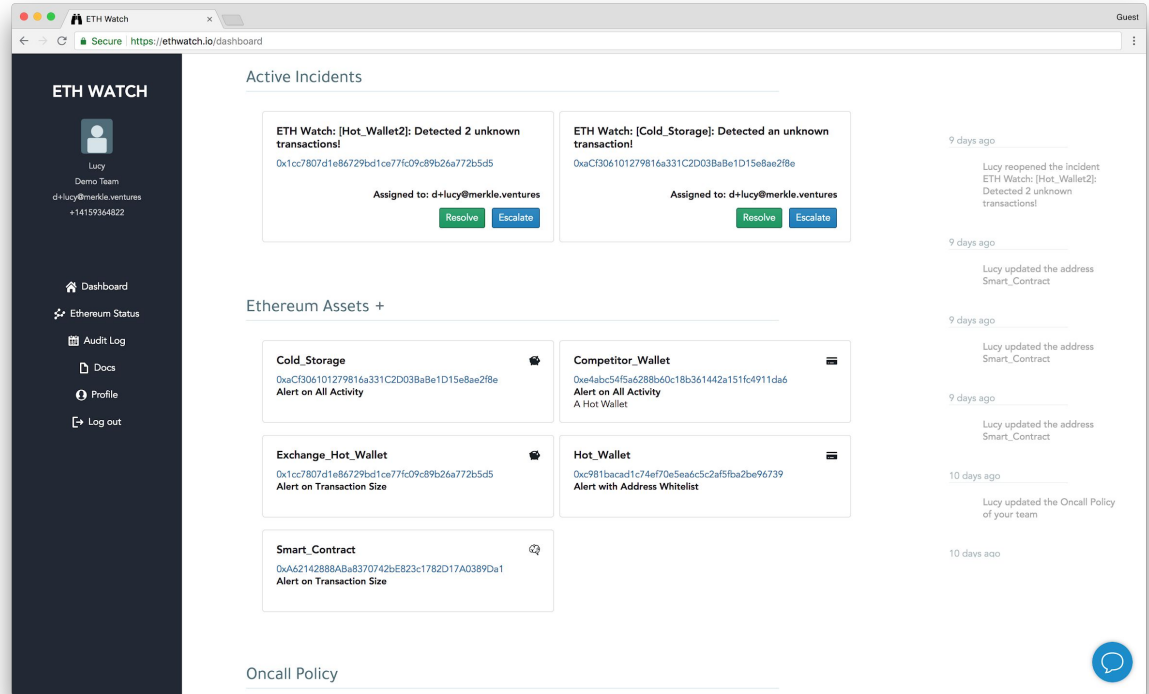 ETH Watch
Guest
Secure https://ethwatch.io/dashboard
ETH WATCH
Lucy
Demo Team
d+lucy@merkle.ventures
+14159364822
Dashboard
Ethereum Status
Audit Log
Docs
Profile
Log out
Active Incidents
ETH Watch: [Hot_Wallet2]: Detected 2 unknown
transactions!
0x1cc7807d1e86729bd1ce77fc09c89b26a772b5d5
Assigned to: d+lucy@merkle.ventures
Resolve Escalate
ETH Watch: [Cold_Storage]: Detected an unknown
transaction!
0xaCf306101279816a331C2D03BaBe1D15e8ae2f8e
Assigned to: d+lucy@merkle.ventures
Resolve Escalate
Ethereum Assets +
Cold_Storage
0xaCf306101279816a331C2D03BaBe1D15e8ae2f8e
Alert on All Activity
Competitor_Wallet
0xe4abc54f5a6288b60c18b361442a151fc4911da6
Alert on All Activity
A Hot Wallet
Exchange_Hot_Wallet
0x1cc7807d1e86729bd1ce77fc09c89b26a772b5d5
Alert on Transaction Size
Hot_Wallet
0xc981bacad1c74ef70e5ea6c5c2af5fba2be96739
Alert with Address Whitelist
Smart_Contract
0xA62142888ABa8370742bE823c1782D17A0389Da1
Alert on Transaction Size
Oncall Policy
9 days ago
Lucy reopened the incident
ETH Watch: [Hot_Wallet2]:
Detected 2 unknown
transactions!
9 days ago
Lucy updated the address
Smart_Contract
9 days ago
Lucy updated the address
Smart_Contract
9 days ago
Lucy updated the address
Smart_Contract
10 days ago
Lucy updated the Oncall Policy
of your team
10 days ago